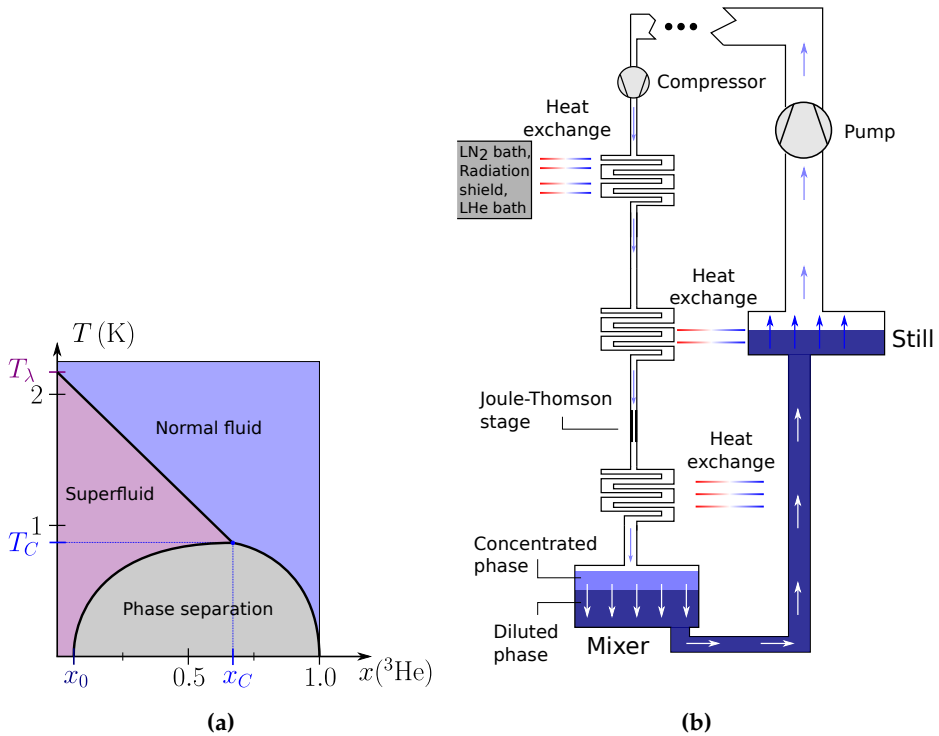 T (K)
T_λ
2
Normal fluid
Superfluid
1
T_C
Phase separation
x_0
0.5
x_C
1.0
x(³He)
(a)
Compressor
Heat
exchange
Pump
LN₂ bath,
Radiation
shield,
LHe bath
Heat
exchange
Still
Joule-Thomson
stage
Heat
exchange
Concentrated
phase
Diluted
phase
Mixer
(b)